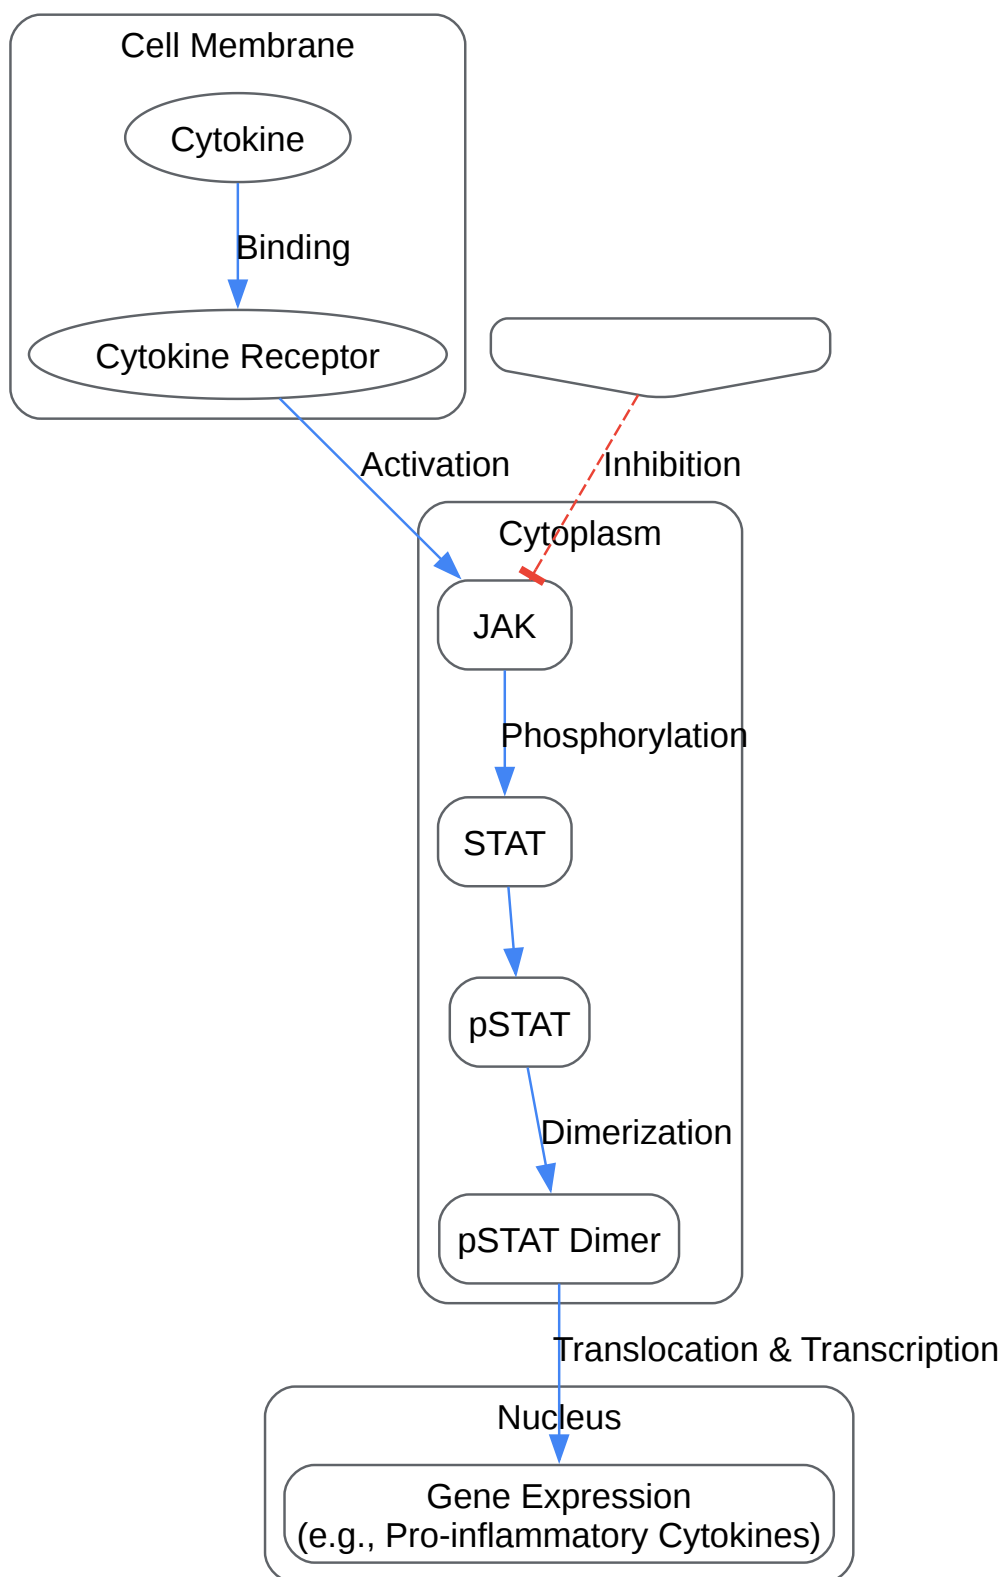 Cell Membrane
Cytokine
Binding
Cytokine Receptor
Activation
Inhibition
Cytoplasm
JAK
Phosphorylation
STAT
pSTAT
Dimerization
pSTAT Dimer
Translocation & Transcription
Nucleus
Gene Expression
(e.g., Pro-inflammatory Cytokines)